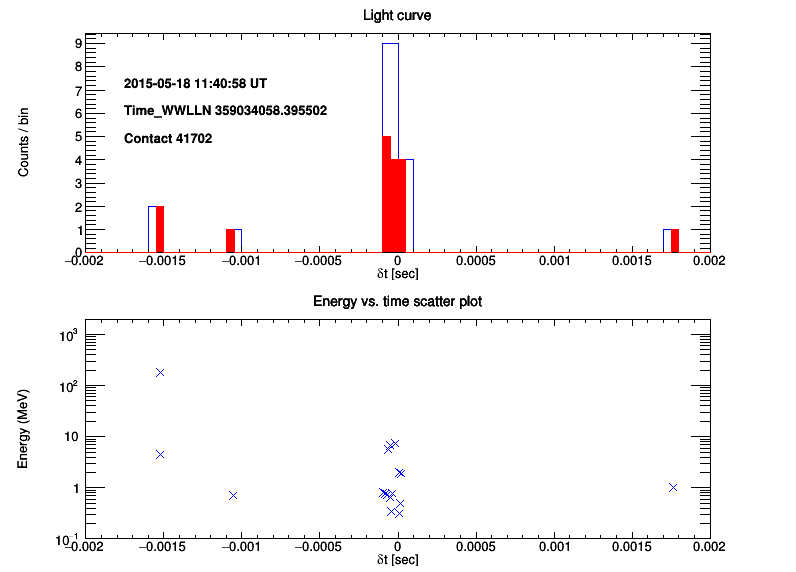 Light curve
Counts / bin
9
8
7
6
5
4
3
2
1
0
2015-05-18 11:40:58 UT
Time_WWLLN 359034058.395502
Contact 41702
−0.002 −0.0015 −0.001 −0.0005 0 0.0005 0.001 0.0015 0.002
δt [sec]
Energy vs. time scatter plot
Energy (MeV)
10³
10²
10
1
10⁻¹
−0.002 −0.0015 −0.001 −0.0005 0 0.0005 0.001 0.0015 0.002
δt [sec]